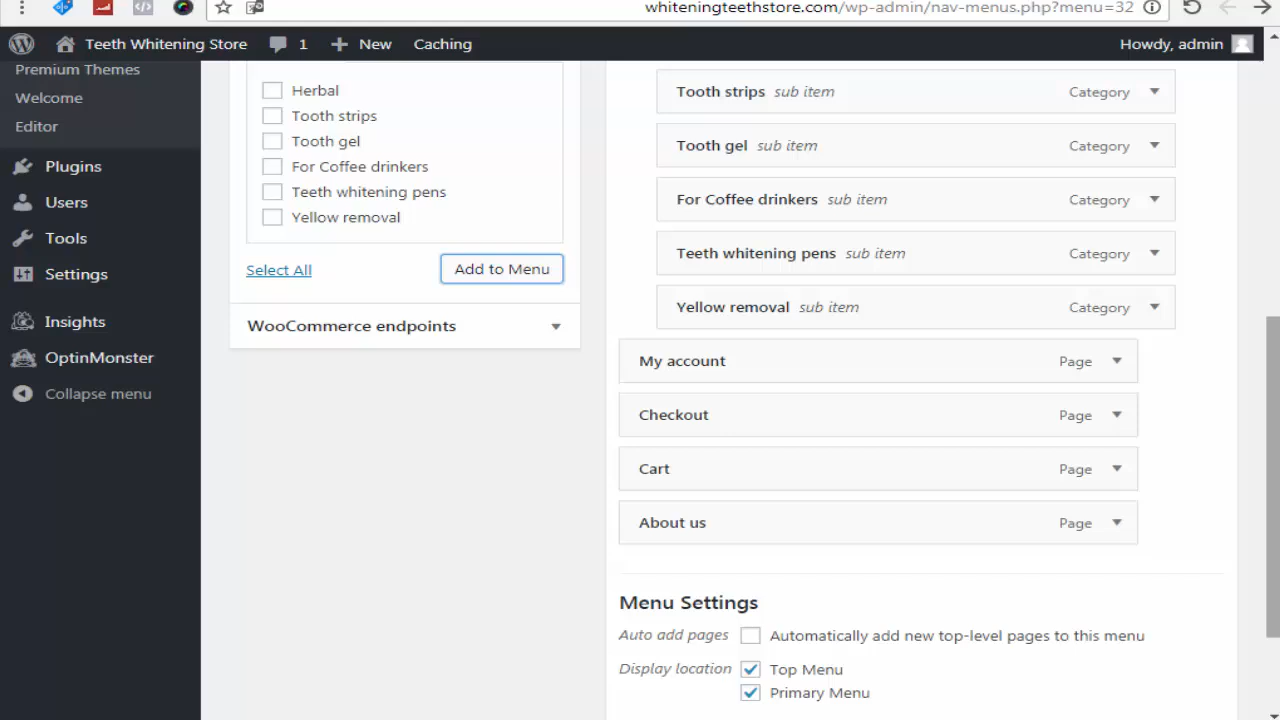 whiteningteethstore.com/wp-admin/nav-menus.php?menu=32
Teeth Whitening Store 1 New Caching Howdy, admin
Premium Themes
Welcome
Editor
Plugins
Users
Tools
Settings
Insights
OptinMonster
Collapse menu
Herbal
Tooth strips
Tooth gel
For Coffee drinkers
Teeth whitening pens
Yellow removal
Select All Add to Menu
WooCommerce endpoints
Tooth strips sub item Category
Tooth gel sub item Category
For Coffee drinkers sub item Category
Teeth whitening pens sub item Category
Yellow removal sub item Category
My account Page
Checkout Page
Cart Page
About us Page
Menu Settings
Auto add pages Automatically add new top-level pages to this menu
Display location Top Menu
Primary Menu